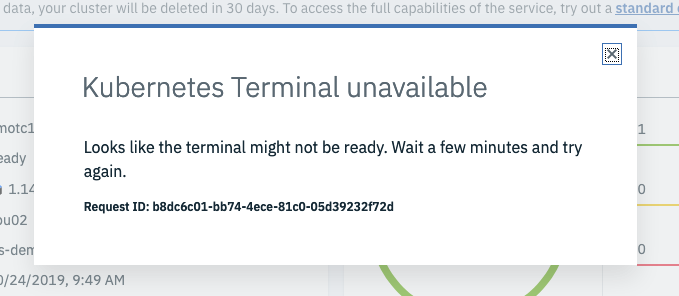 data, your cluster will be deleted in 30 days. To access the full capabilities of the service, try out a standard
Kubernetes Terminal unavailable
motc1
1
Looks like the terminal might not be ready. Wait a few minutes and try
eady
again.
1.14
0
Request ID: b8dc6c01-bb74-4ece-81c0-05d39232f72d
ou02
s-dem
0
0/24/2019, 9:49 AM